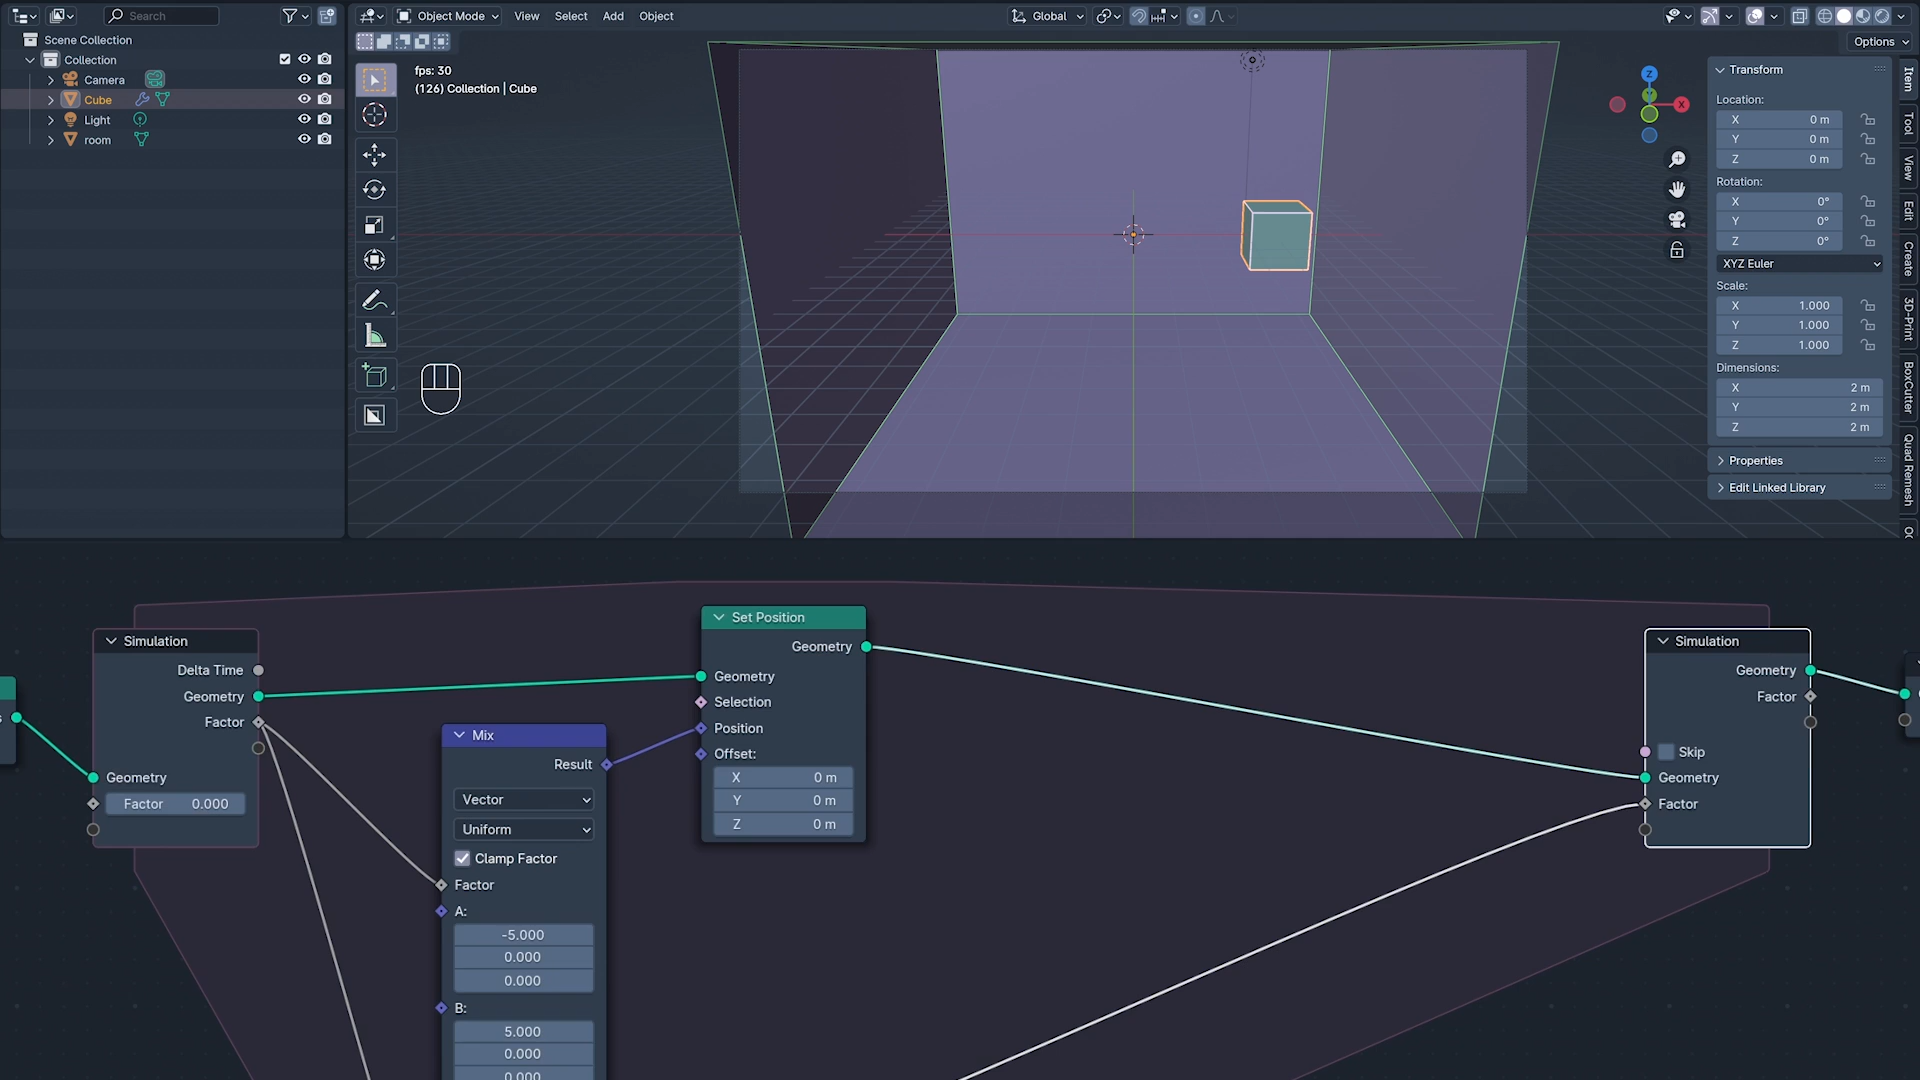 Search
Scene Collection
Collection
Camera
Cube
Light
room
Object Mode
View
Select
Add
Object
Global
Options
fps: 30
(126) Collection | Cube
Z
X
Transform
Location:
X 0 m
Y 0 m
Z 0 m
Rotation:
X 0°
Y 0°
Z 0°
XYZ Euler
Scale:
X 1.000
Y 1.000
Z 1.000
Dimensions:
X 2 m
Y 2 m
Z 2 m
Properties
Edit Linked Library
Item
Tool
View
Edit
Create
3D-Print
BoxCutter
Quad Remesh
Simulation
Delta Time
Geometry
Factor
Geometry
Factor 0.000
Mix
Result
Vector
Uniform
Clamp Factor
Factor
A:
-5.000
0.000
0.000
B:
5.000
0.000
0.000
Set Position
Geometry
Geometry
Selection
Position
Offset:
X 0 m
Y 0 m
Z 0 m
Simulation
Geometry
Factor
Skip
Geometry
Factor